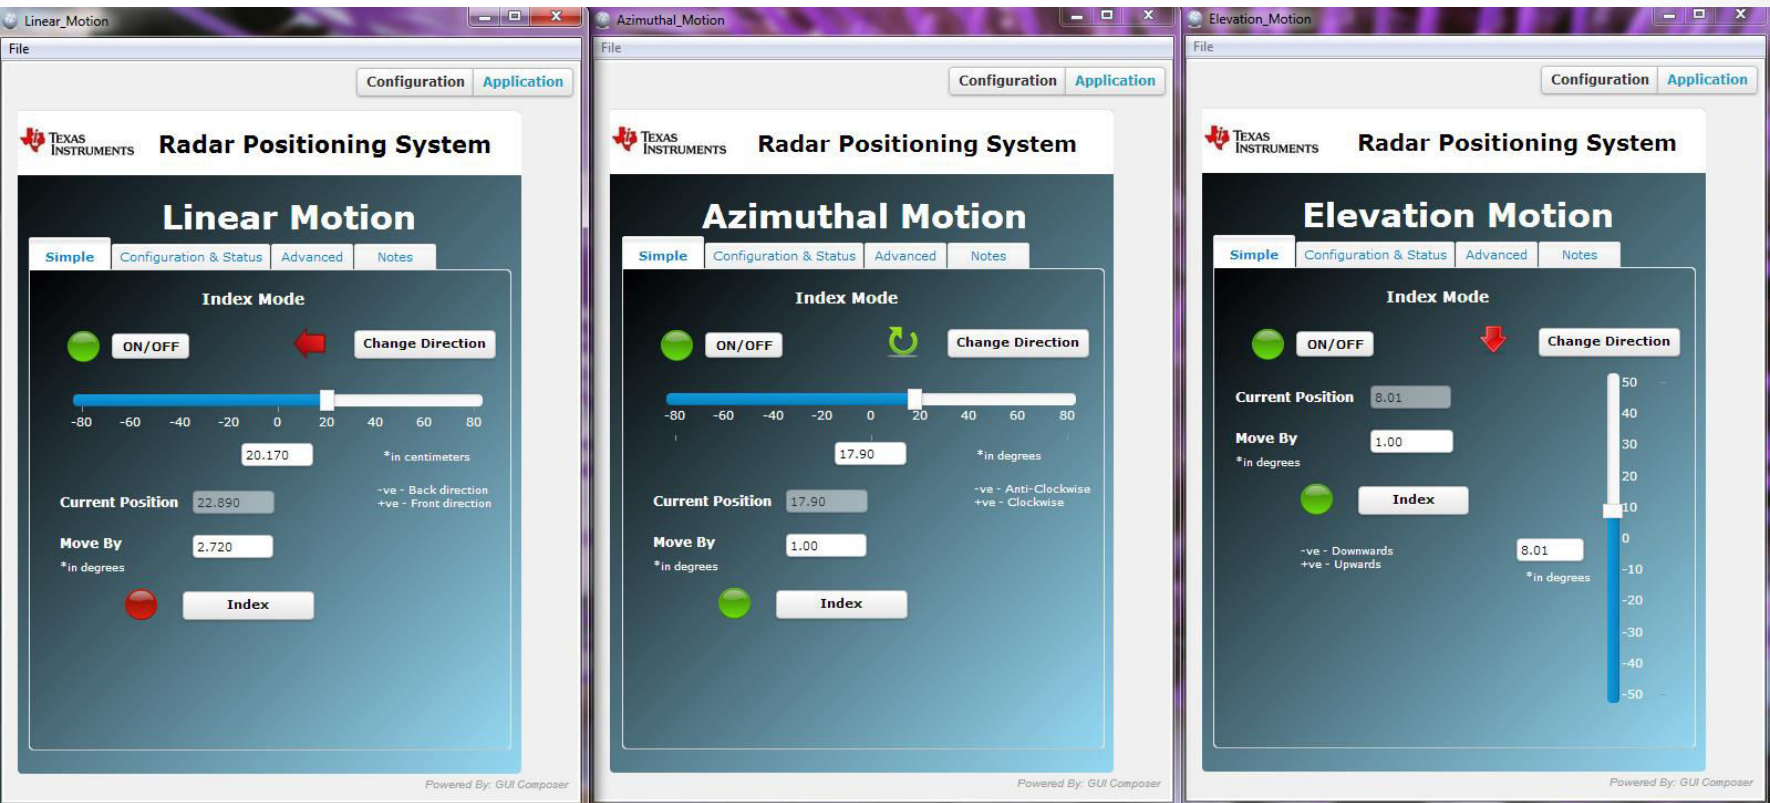 Linear_Motion
File
Configuration Application
TEXAS
INSTRUMENTS
Radar Positioning System
Linear Motion
Simple Configuration & Status Advanced Notes
Index Mode
ON/OFF Change Direction
-80 -60 -40 -20 0 20 40 60 80
20.170 *in centimeters
-ve - Back direction
+ve - Front direction
Current Position 22.890
Move By 2.720
*in degrees
Index
Powered By: GUI Composer
Azimuthal_Motion
File
Configuration Application
TEXAS
INSTRUMENTS
Radar Positioning System
Azimuthal Motion
Simple Configuration & Status Advanced Notes
Index Mode
ON/OFF Change Direction
-80 -60 -40 -20 0 20 40 60 80
17.90 *in degrees
-ve - Anti-Clockwise
+ve - Clockwise
Current Position 17.90
Move By 1.00
*in degrees
Index
Powered By: GUI Composer
Elevation_Motion
File
Configuration Application
TEXAS
INSTRUMENTS
Radar Positioning System
Elevation Motion
Simple Configuration & Status Advanced Notes
Index Mode
ON/OFF Change Direction
Current Position 8.01
Move By 1.00
*in degrees
Index
-ve - Downwards
+ve - Upwards
8.01
*in degrees
50
40
30
20
10
0
-10
-20
-30
-40
-50
Powered By: GUI Composer